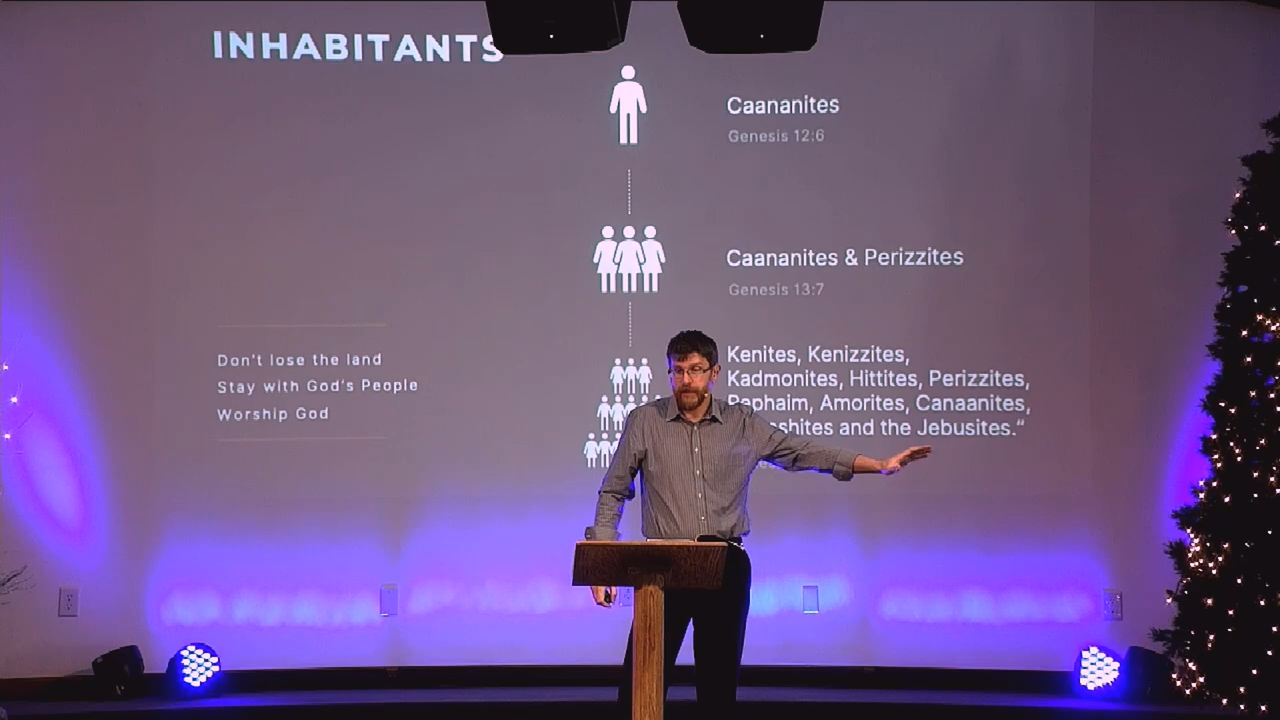 INHABITANTS
Caananites
Genesis 12:6
Caananites & Perizzites
Genesis 13:7
Don't lose the land
Stay with God's People
Worship God
Kenites, Kenizzites,
Kadmonites, Hittites, Perizzites,
Rephaim, Amorites, Canaanites,
and the Jebusites."